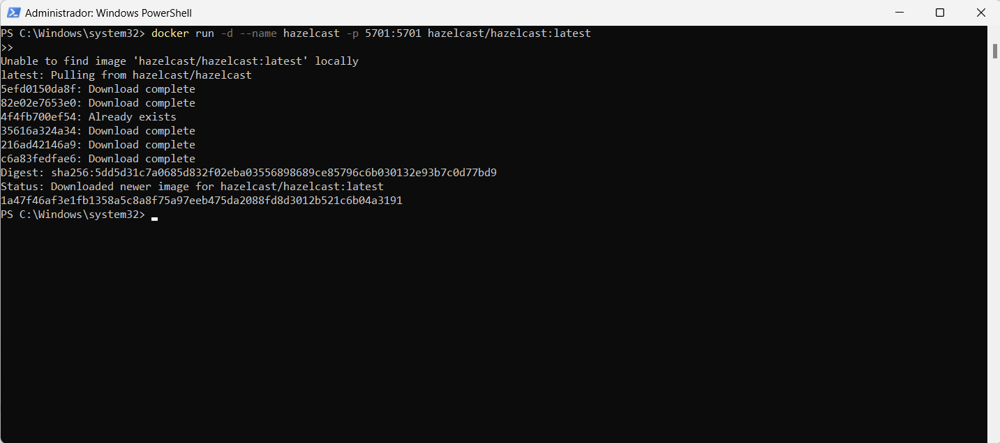 Administrador: Windows PowerShell
PS C:\Windows\system32> docker run -d --name hazelcast -p 5701:5701 hazelcast/hazelcast:latest
>>
Unable to find image 'hazelcast/hazelcast:latest' locally
latest: Pulling from hazelcast/hazelcast
5efd0150da8f: Download complete
82e02e7653e0: Download complete
4f4fb700ef54: Already exists
35616a324a34: Download complete
216ad42146a9: Download complete
c6a83fedfae6: Download complete
Digest: sha256:5dd5d31c7a0685d832f02eba03556898689ce85796c6b030132e93b7c0d77bd9
Status: Downloaded newer image for hazelcast/hazelcast:latest
1a47f46af3e1fb1358a5c8a8f75a97eeb475da2088fd8d3012b521c6b04a3191
PS C:\Windows\system32>